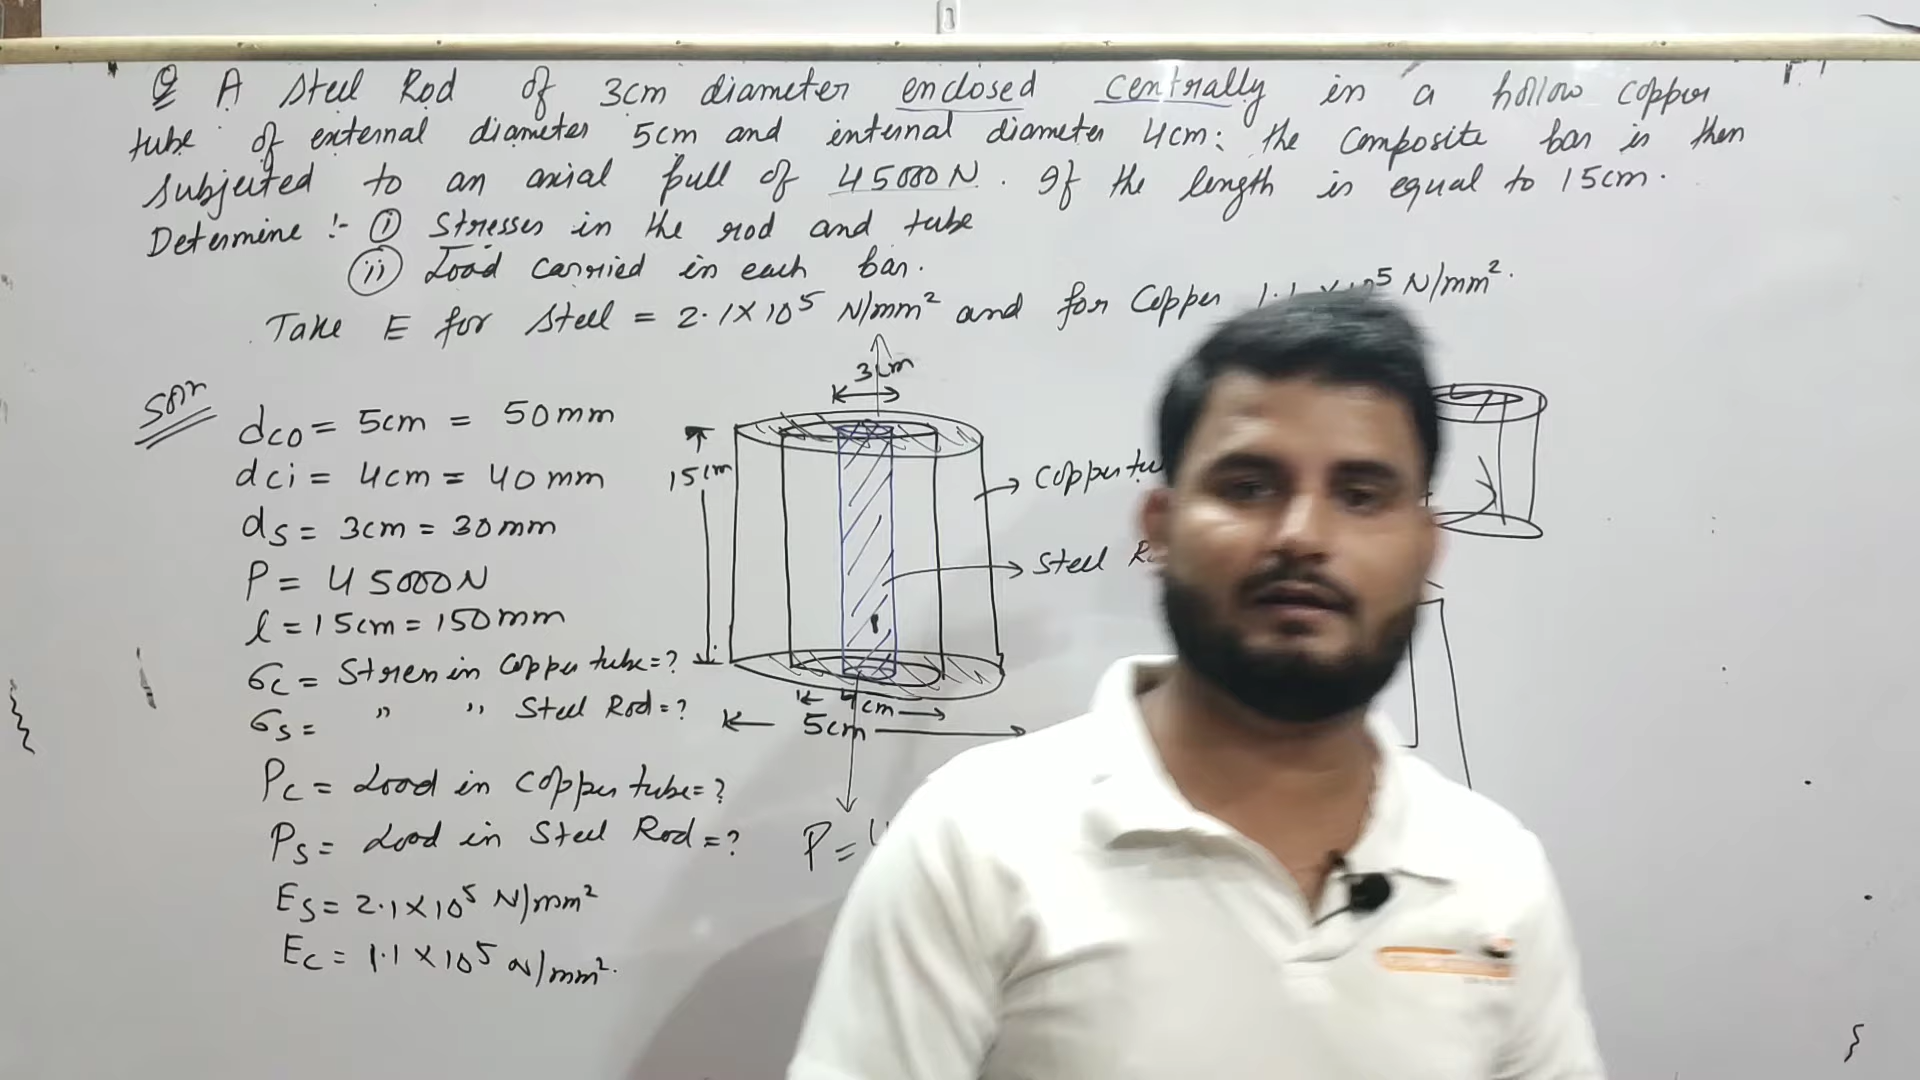 Q A Steel Rod of 3cm diameter enclosed centrally in a hollow copper
tube of external diameter 5cm and internal diameter 4cm: the composite bar is then
subjected to an axial pull of 45000N. If the length is equal to 15cm.
Determine :- (i) Stresses in the rod and tube
(ii) Load carried in each bar.
Take E for Steel = 2.1×10⁵ N/mm² and for Copper ⁵ N/mm².
Solⁿ
dco = 5cm = 50mm
dci = 4cm = 40mm
ds = 3cm = 30mm
P = 45000N
l = 15cm = 150mm
σc = Stress in Copper tube = ?
σs = " " Steel Rod = ?
Pc = Load in Copper tube = ?
Ps = Load in Steel Rod = ?
Es = 2.1×10⁵ N/mm²
Ec = 1.1×10⁵ N/mm².
3cm
15cm
Copper
Steel
4cm
5cm
P =